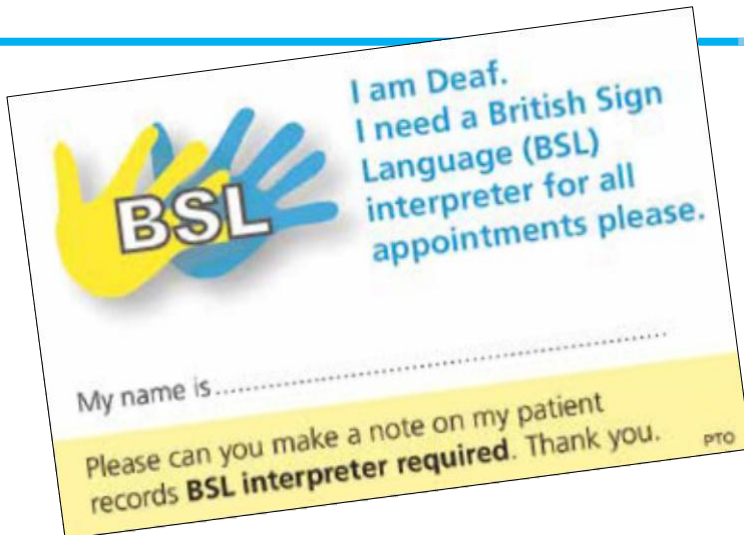 I am Deaf.
I need a British Sign
Language (BSL)
interpreter for all
appointments please.
BSL
My name is.......................................................
Please can you make a note on my patient
records BSL interpreter required. Thank you.
PTO